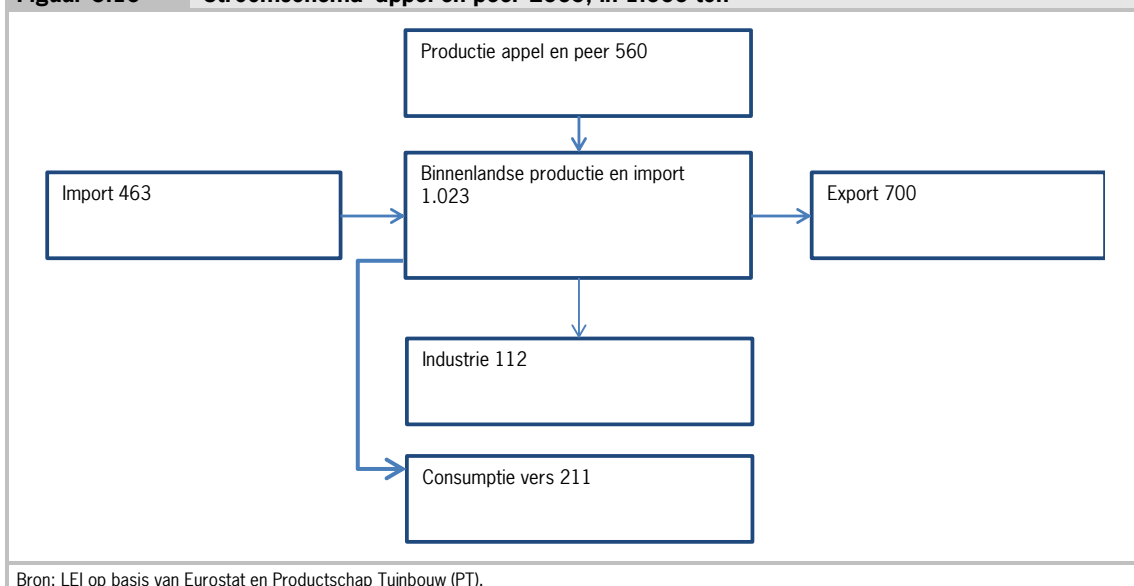 Productie appel en peer 560
Binnenlandse productie en import
1.023
Import 463
Export 700
Industrie 112
Consumptie vers 211
Bron: LEI op basis van Eurostat en Productschap Tuinbouw (PT).